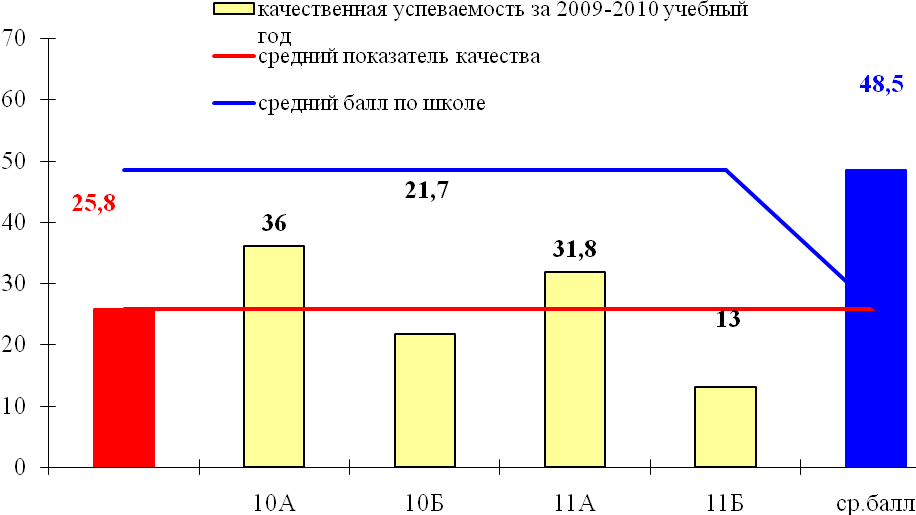 качественная успеваемость за 2009-2010 учебный
год
средний показатель качества
средний балл по школе
70
60
50
40
30
20
10
0
25,8
36
21,7
31,8
13
48,5
10А
10Б
11А
11Б
ср.балл